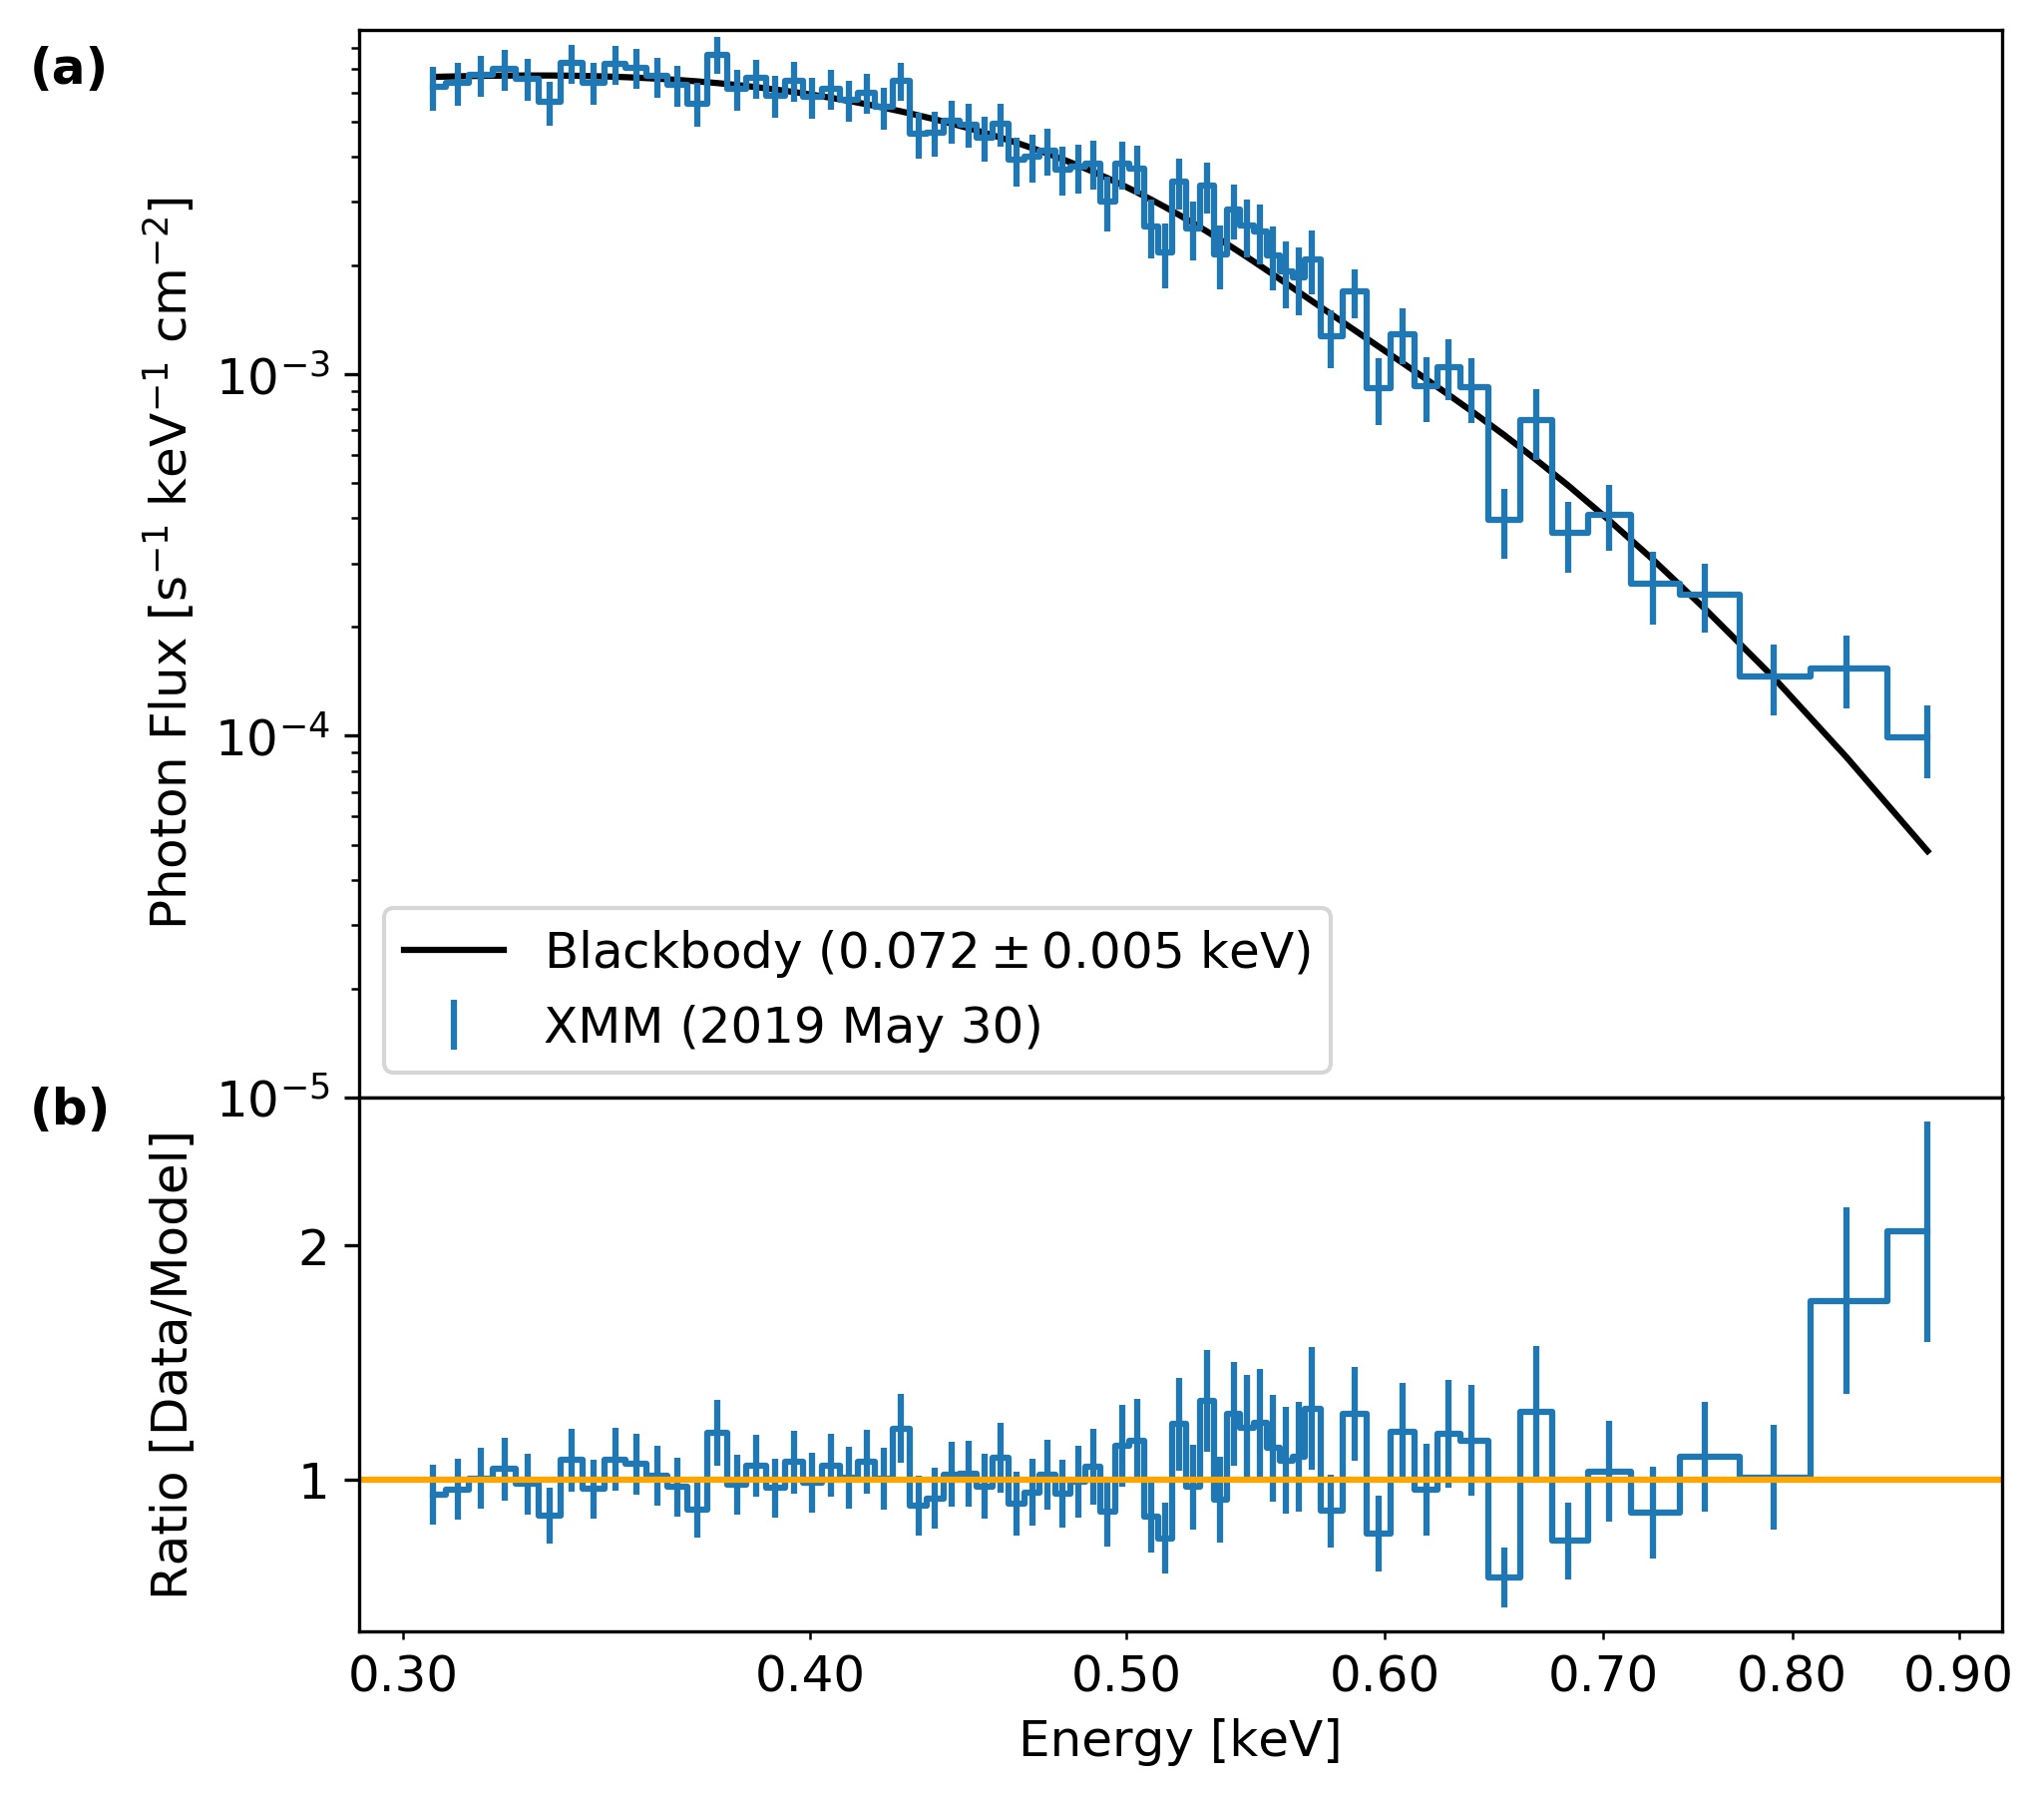 (a)
Photon Flux [s⁻¹ keV⁻¹ cm⁻²]
10⁻³
10⁻⁴
10⁻⁵
Blackbody (0.072 ± 0.005 keV)
XMM (2019 May 30)
(b)
Ratio [Data/Model]
2
1
0.30 0.40 0.50 0.60 0.70 0.80 0.90
Energy [keV]